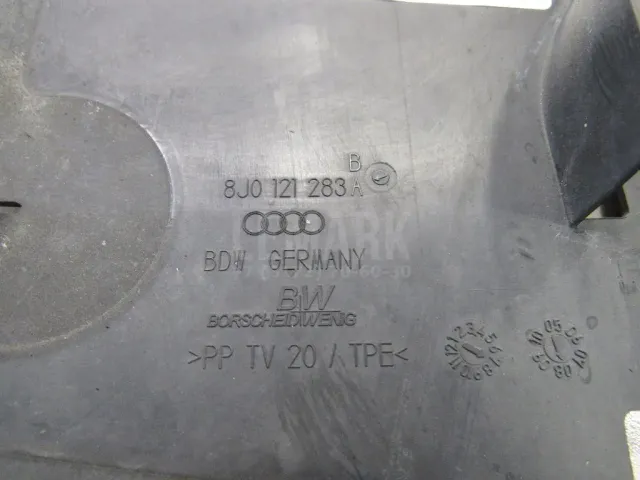 B
8J0 121 283 A
BDW GERMANY
BW
BORSCHEIDWENIG
>PP TV 20 / TPE<